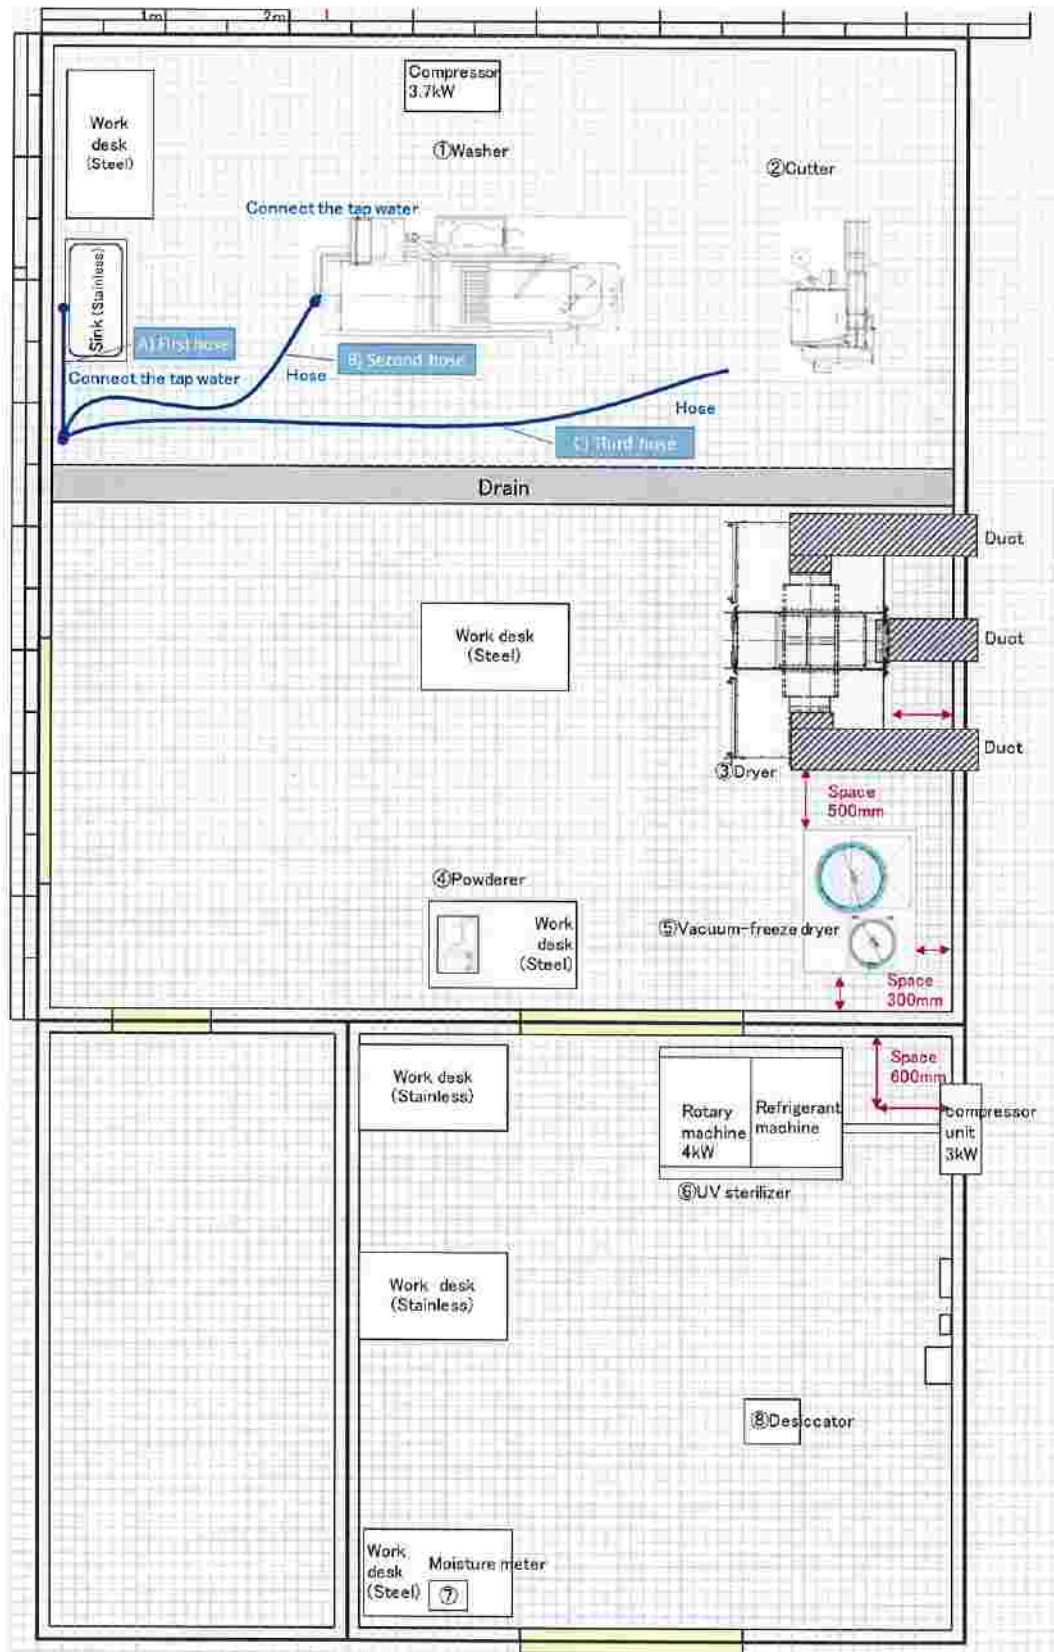 1m
2m
Compressor
3.7kW
Work
desk
(Steel)
①Washer
②Cutter
Connect the tap water
Sink (Stainless)
A) First hose
B) Second hose
Connect the tap water
Hose
Hose
C) Third hose
Drain
Duct
Work desk
(Steel)
Duct
Duct
③Dryer
Space
500mm
④Powderer
Work
desk
(Steel)
⑤Vacuum-freeze dryer
Space
300mm
Work desk
(Stainless)
Space
600mm
Rotary
machine
4kW
Refrigerant
machine
compressor
unit
3kW
⑥UV sterilizer
Work desk
(Stainless)
⑧Desiccator
Work
desk
(Steel)
Moisture meter
⑦